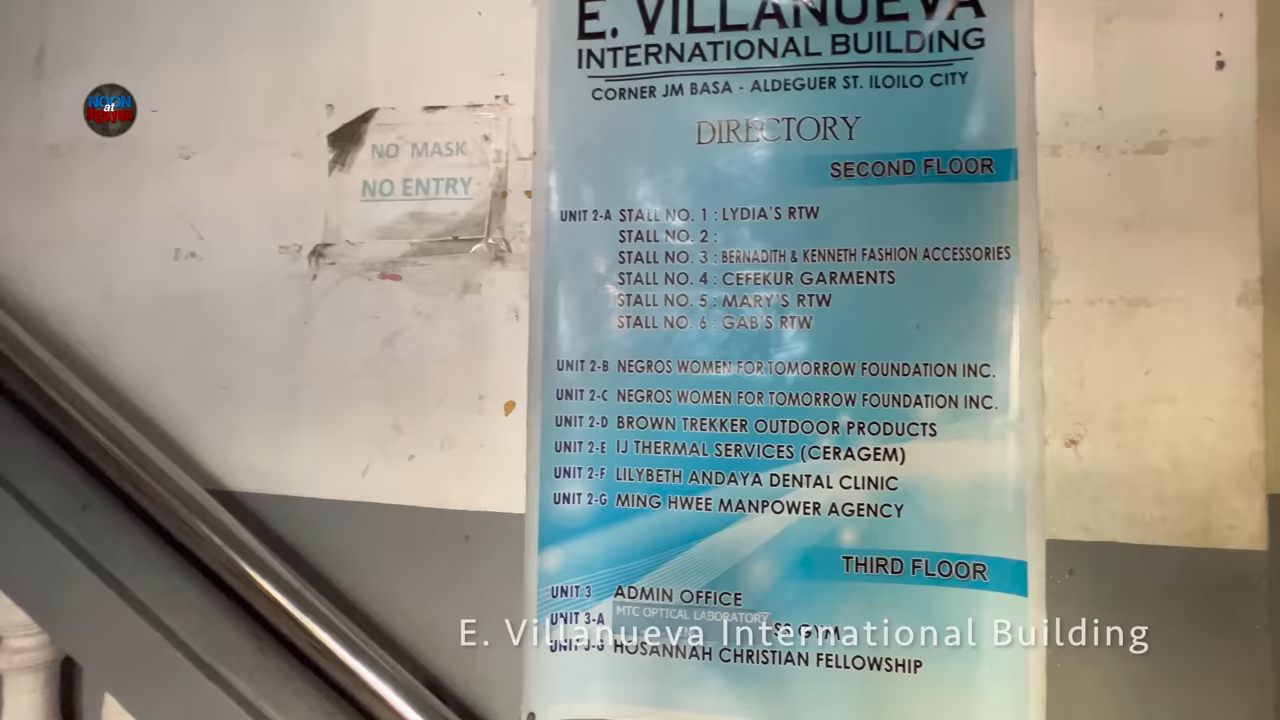 E. VILLANUEVA
INTERNATIONAL BUILDING
CORNER JM BASA - ALDEGUER ST. ILOILO CITY
DIRECTORY
SECOND FLOOR
UNIT 2-A STALL NO. 1 : LYDIA'S RTW
STALL NO. 2 :
STALL NO. 3 : BERNADITH & KENNETH FASHION ACCESSORIES
STALL NO. 4 : CEFEKUR GARMENTS
STALL NO. 5 : MARY'S RTW
STALL NO. 6 : GAB'S RTW
UNIT 2-B NEGROS WOMEN FOR TOMORROW FOUNDATION INC.
UNIT 2-C NEGROS WOMEN FOR TOMORROW FOUNDATION INC.
UNIT 2-D BROWN TREKKER OUTDOOR PRODUCTS
UNIT 2-E IJ THERMAL SERVICES (CERAGEM)
UNIT 2-F LILYBETH ANDAYA DENTAL CLINIC
UNIT 2-G MING HWEE MANPOWER AGENCY
THIRD FLOOR
UNIT 3 ADMIN OFFICE
UNIT 3-A MTC OPTICAL LABORATORY
GYM
HOSANNAH CHRISTIAN FELLOWSHIP
NO MASK
NO ENTRY
NOON
at
Ngayon
E. Villanueva International Building